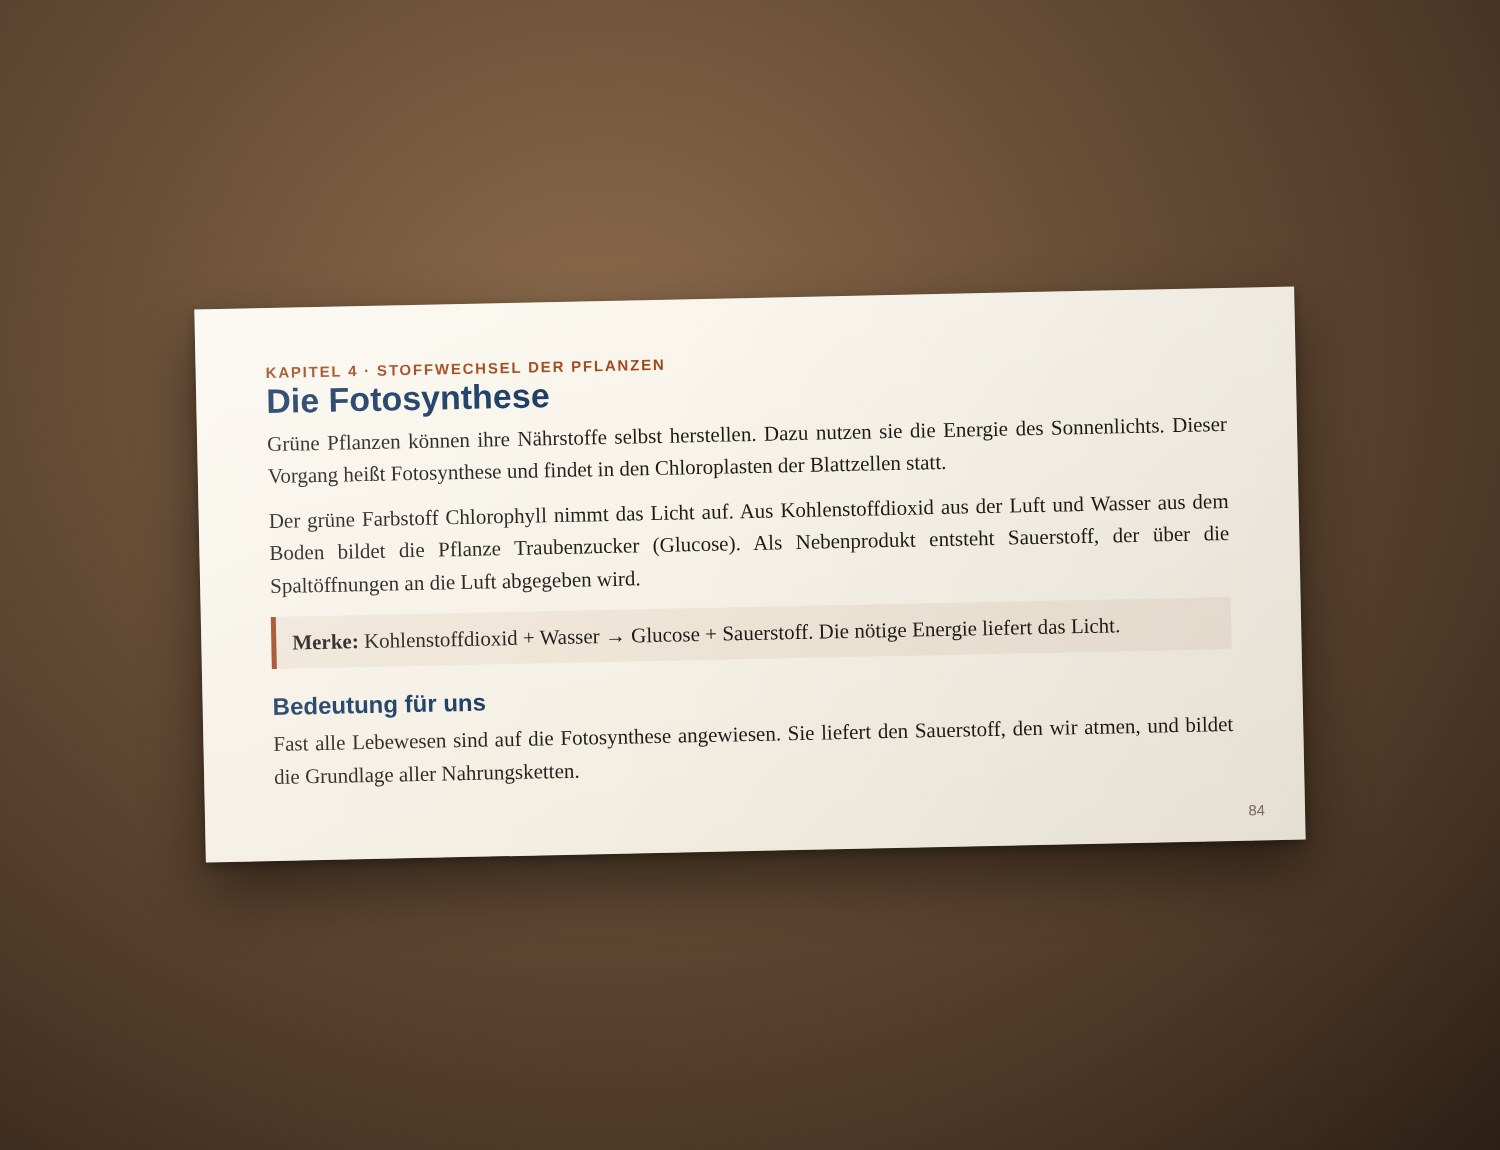 KAPITEL 4 · STOFFWECHSEL DER PFLANZEN
Die Fotosynthese
Grüne Pflanzen können ihre Nährstoffe selbst herstellen. Dazu nutzen sie die Energie des Sonnenlichts. Dieser
Vorgang heißt Fotosynthese und findet in den Chloroplasten der Blattzellen statt.
Der grüne Farbstoff Chlorophyll nimmt das Licht auf. Aus Kohlenstoffdioxid aus der Luft und Wasser aus dem
Boden bildet die Pflanze Traubenzucker (Glucose). Als Nebenprodukt entsteht Sauerstoff, der über die
Spaltöffnungen an die Luft abgegeben wird.
Merke: Kohlenstoffdioxid + Wasser → Glucose + Sauerstoff. Die nötige Energie liefert das Licht.
Bedeutung für uns
Fast alle Lebewesen sind auf die Fotosynthese angewiesen. Sie liefert den Sauerstoff, den wir atmen, und bildet
die Grundlage aller Nahrungsketten.
84